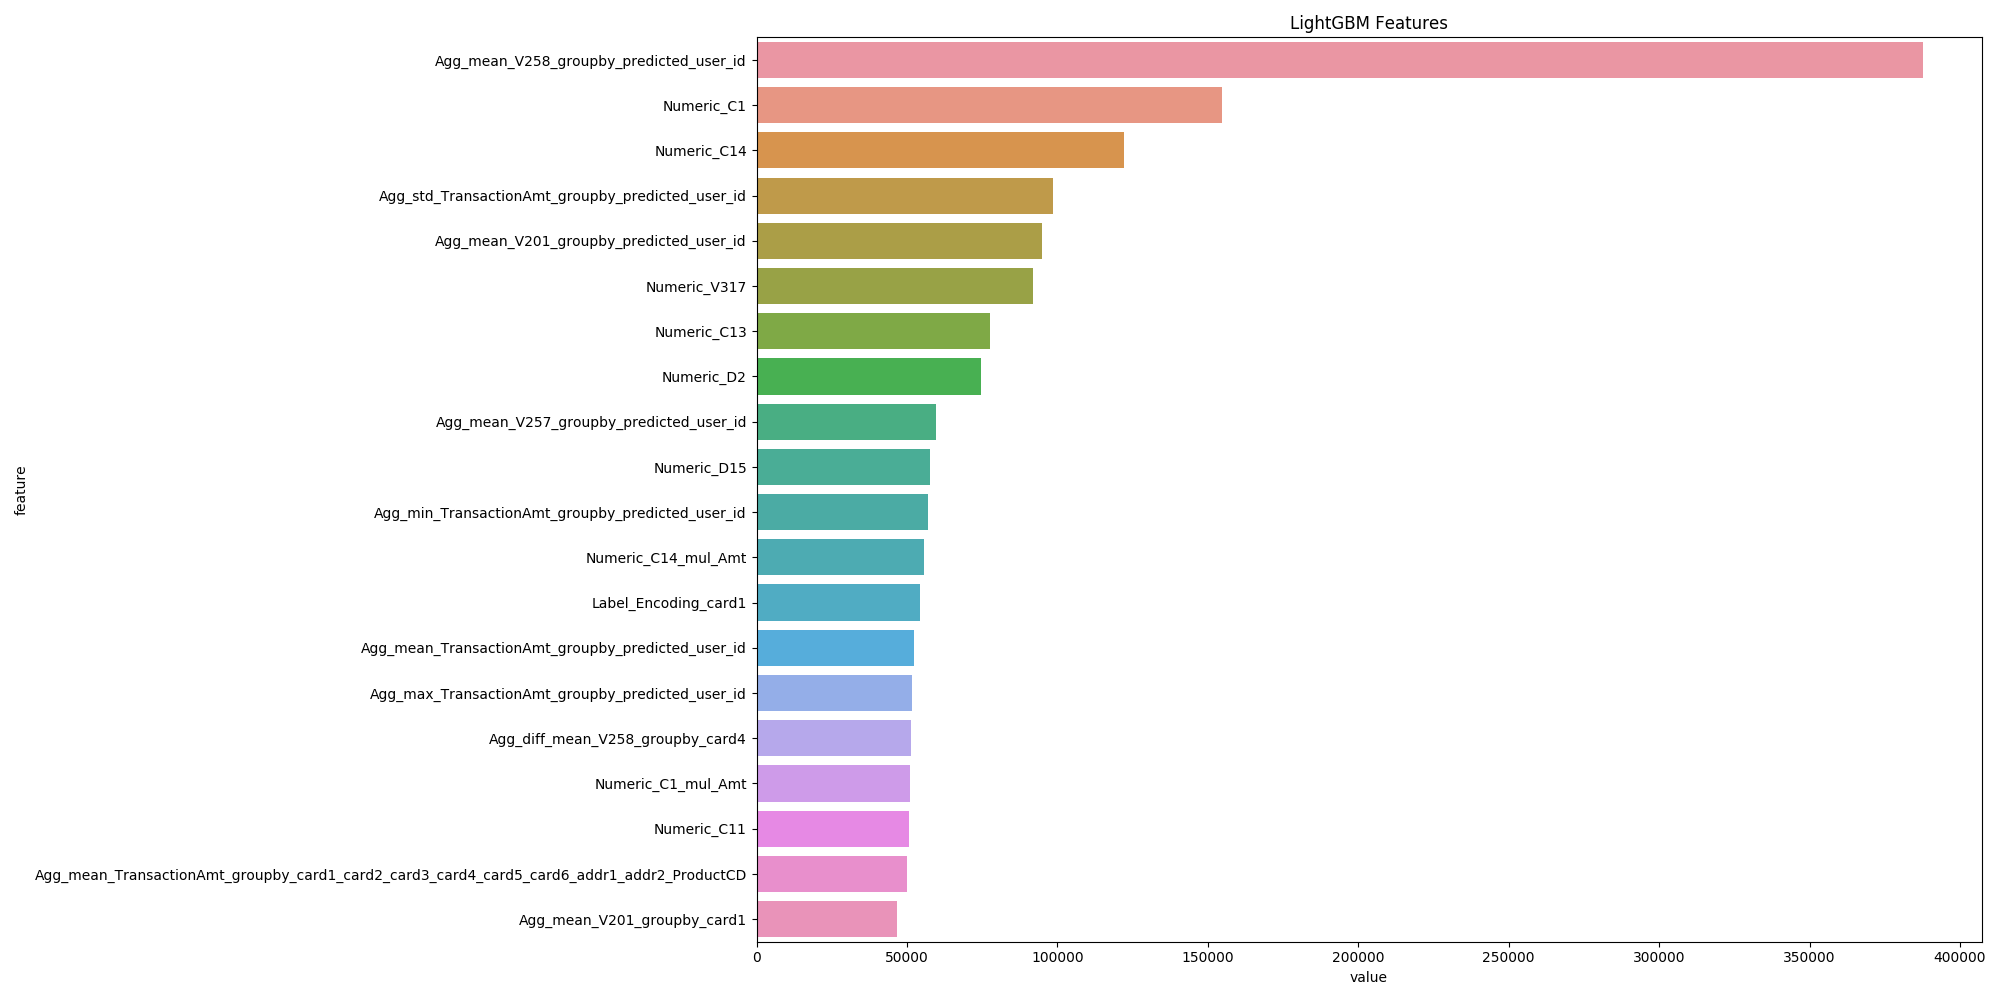 LightGBM Features
Agg_mean_V258_groupby_predicted_user_id
Numeric_C1
Numeric_C14
Agg_std_TransactionAmt_groupby_predicted_user_id
Agg_mean_V201_groupby_predicted_user_id
Numeric_V317
Numeric_C13
Numeric_D2
Agg_mean_V257_groupby_predicted_user_id
Numeric_D15
Agg_min_TransactionAmt_groupby_predicted_user_id
Numeric_C14_mul_Amt
Label_Encoding_card1
Agg_mean_TransactionAmt_groupby_predicted_user_id
Agg_max_TransactionAmt_groupby_predicted_user_id
Agg_diff_mean_V258_groupby_card4
Numeric_C1_mul_Amt
Numeric_C11
Agg_mean_TransactionAmt_groupby_card1_card2_card3_card4_card5_card6_addr1_addr2_ProductCD
Agg_mean_V201_groupby_card1
feature
0 50000 100000 150000 200000 250000 300000 350000 400000
value